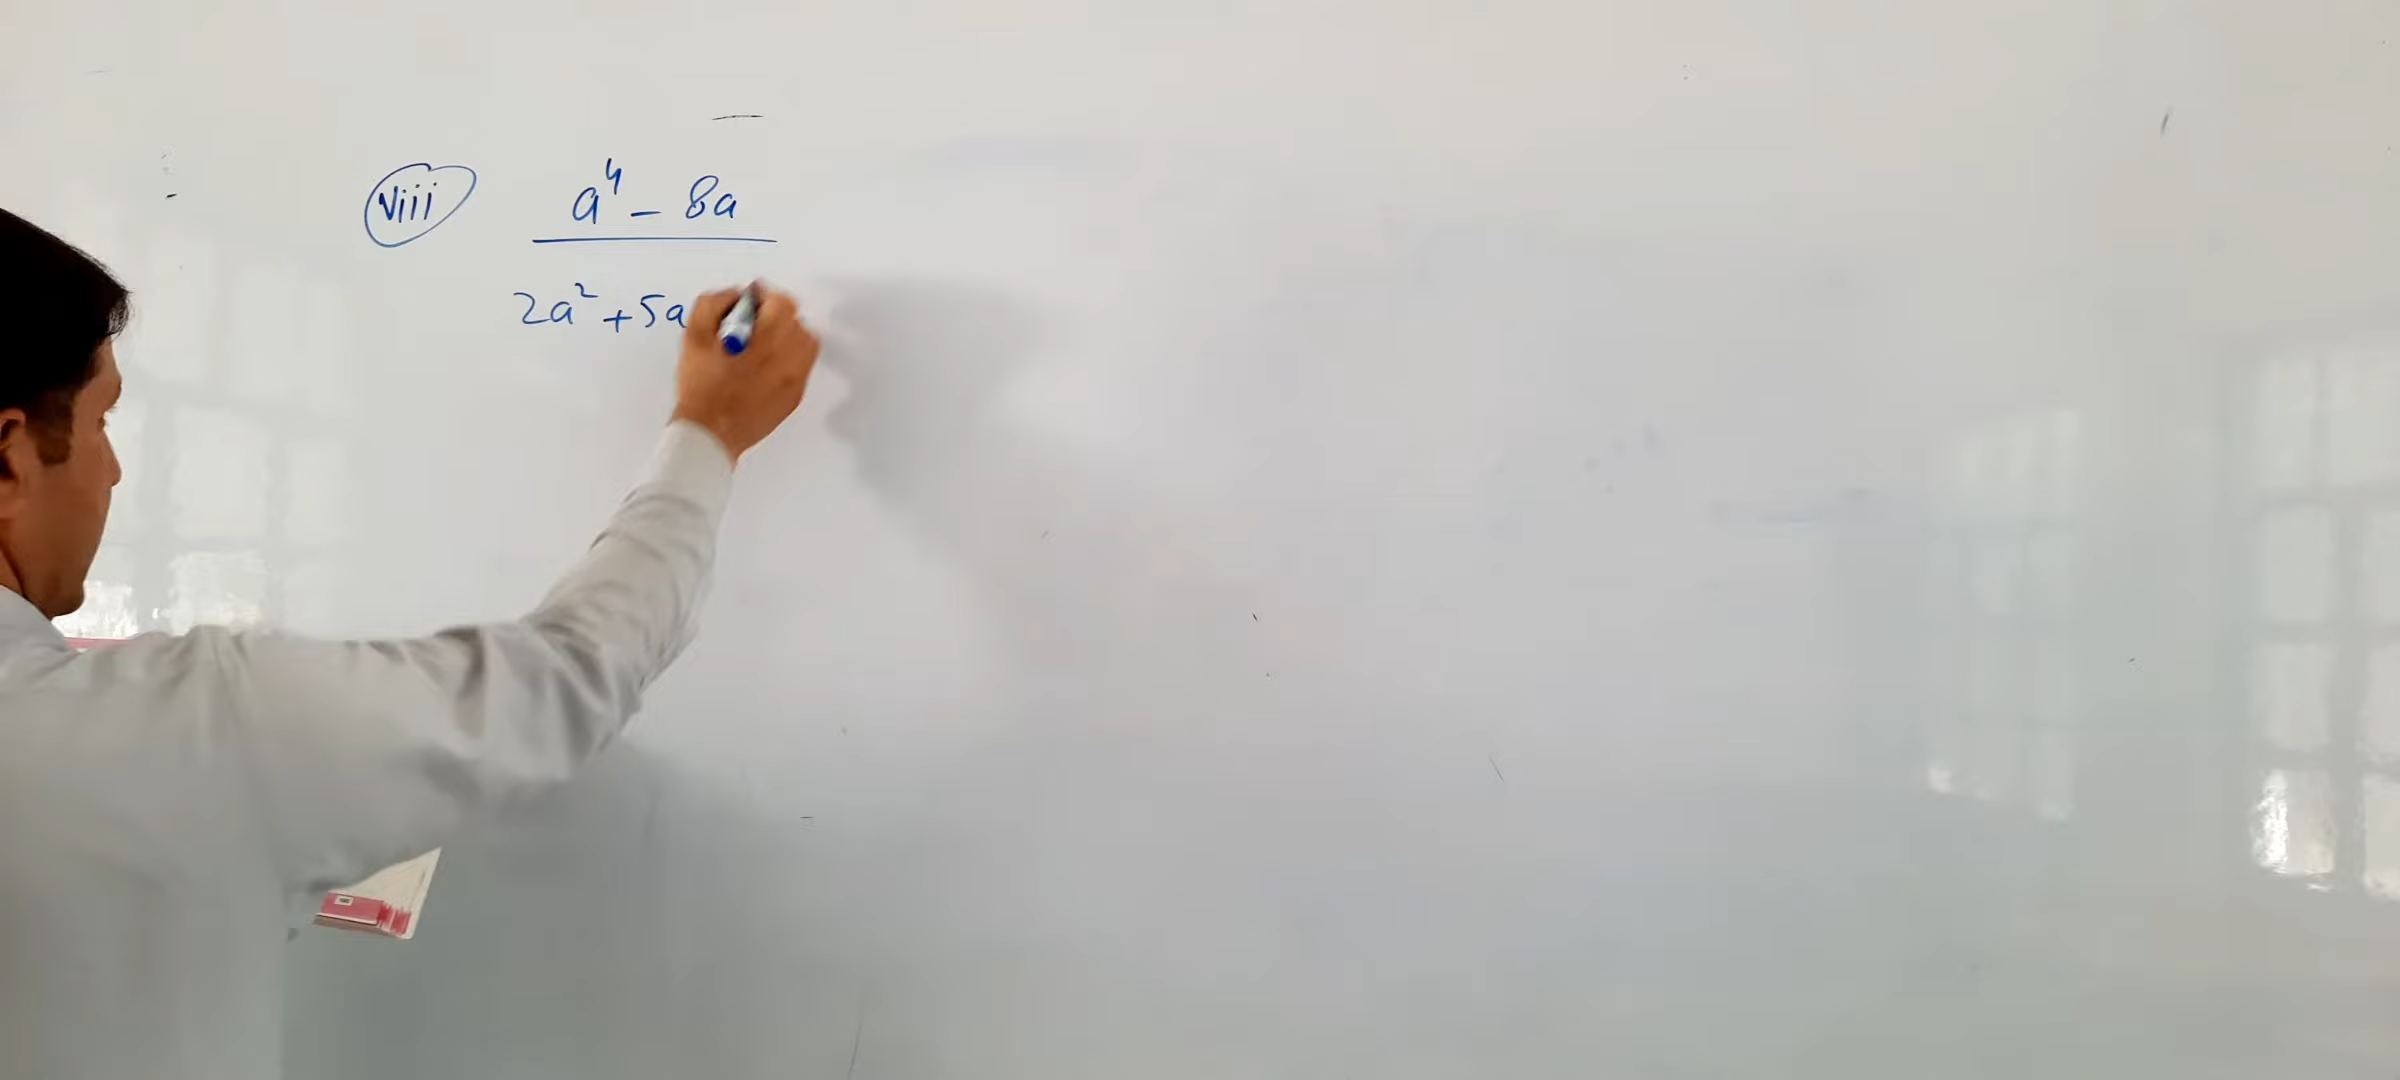 viii a⁴ - 8a
2a² + 5a